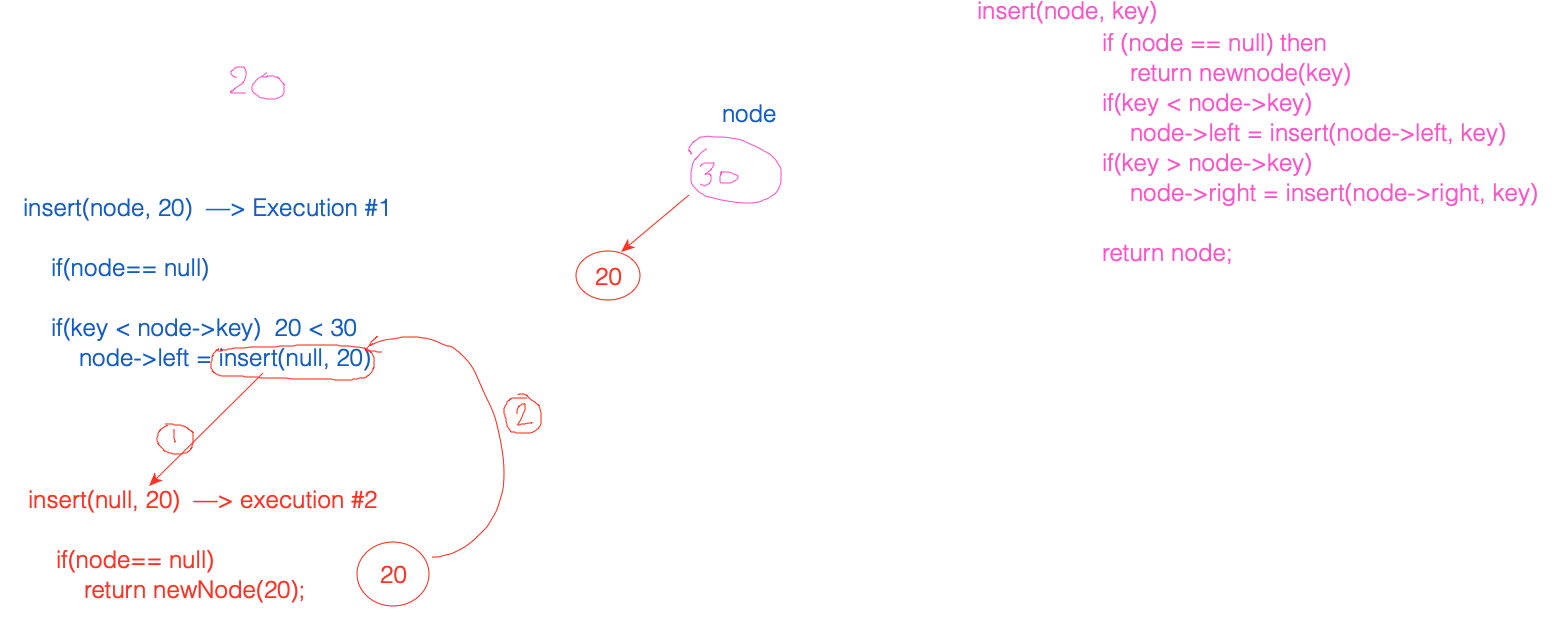 20
node
30
20
insert(node, 20) —> Execution #1
if(node== null)
if(key < node->key) 20 < 30
node->left = insert(null, 20)
1
2
insert(null, 20) —> execution #2
if(node== null)
return newNode(20);
20
insert(node, key)
if (node == null) then
return newnode(key)
if(key < node->key)
node->left = insert(node->left, key)
if(key > node->key)
node->right = insert(node->right, key)
return node;